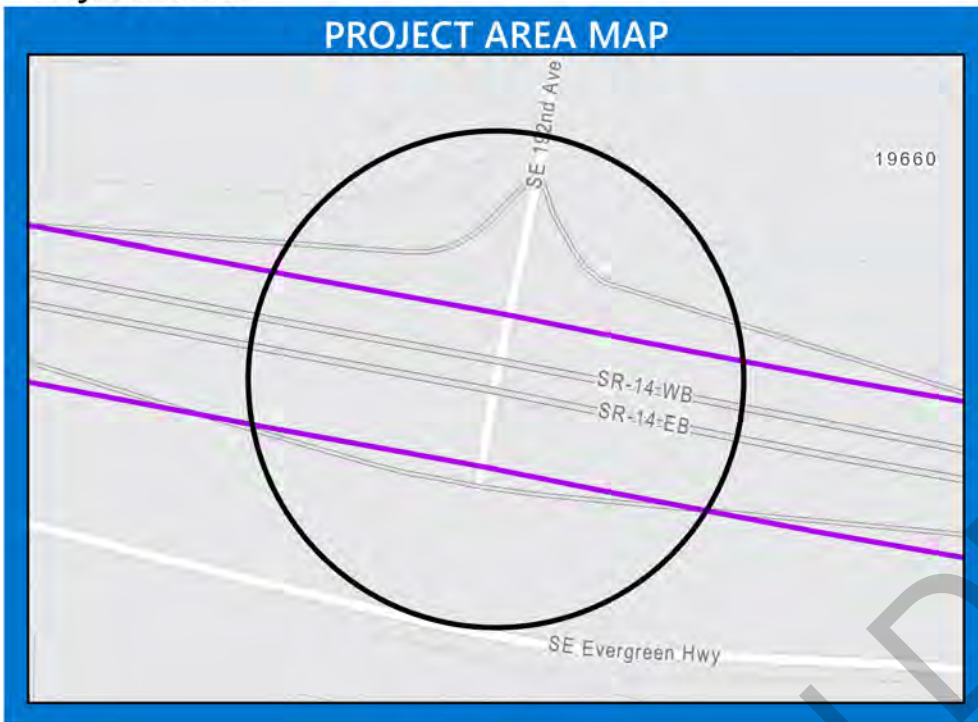 PROJECT AREA MAP
SE 192nd Ave
19660
SR-14-WB
SR-14-EB
SE Evergreen Hwy